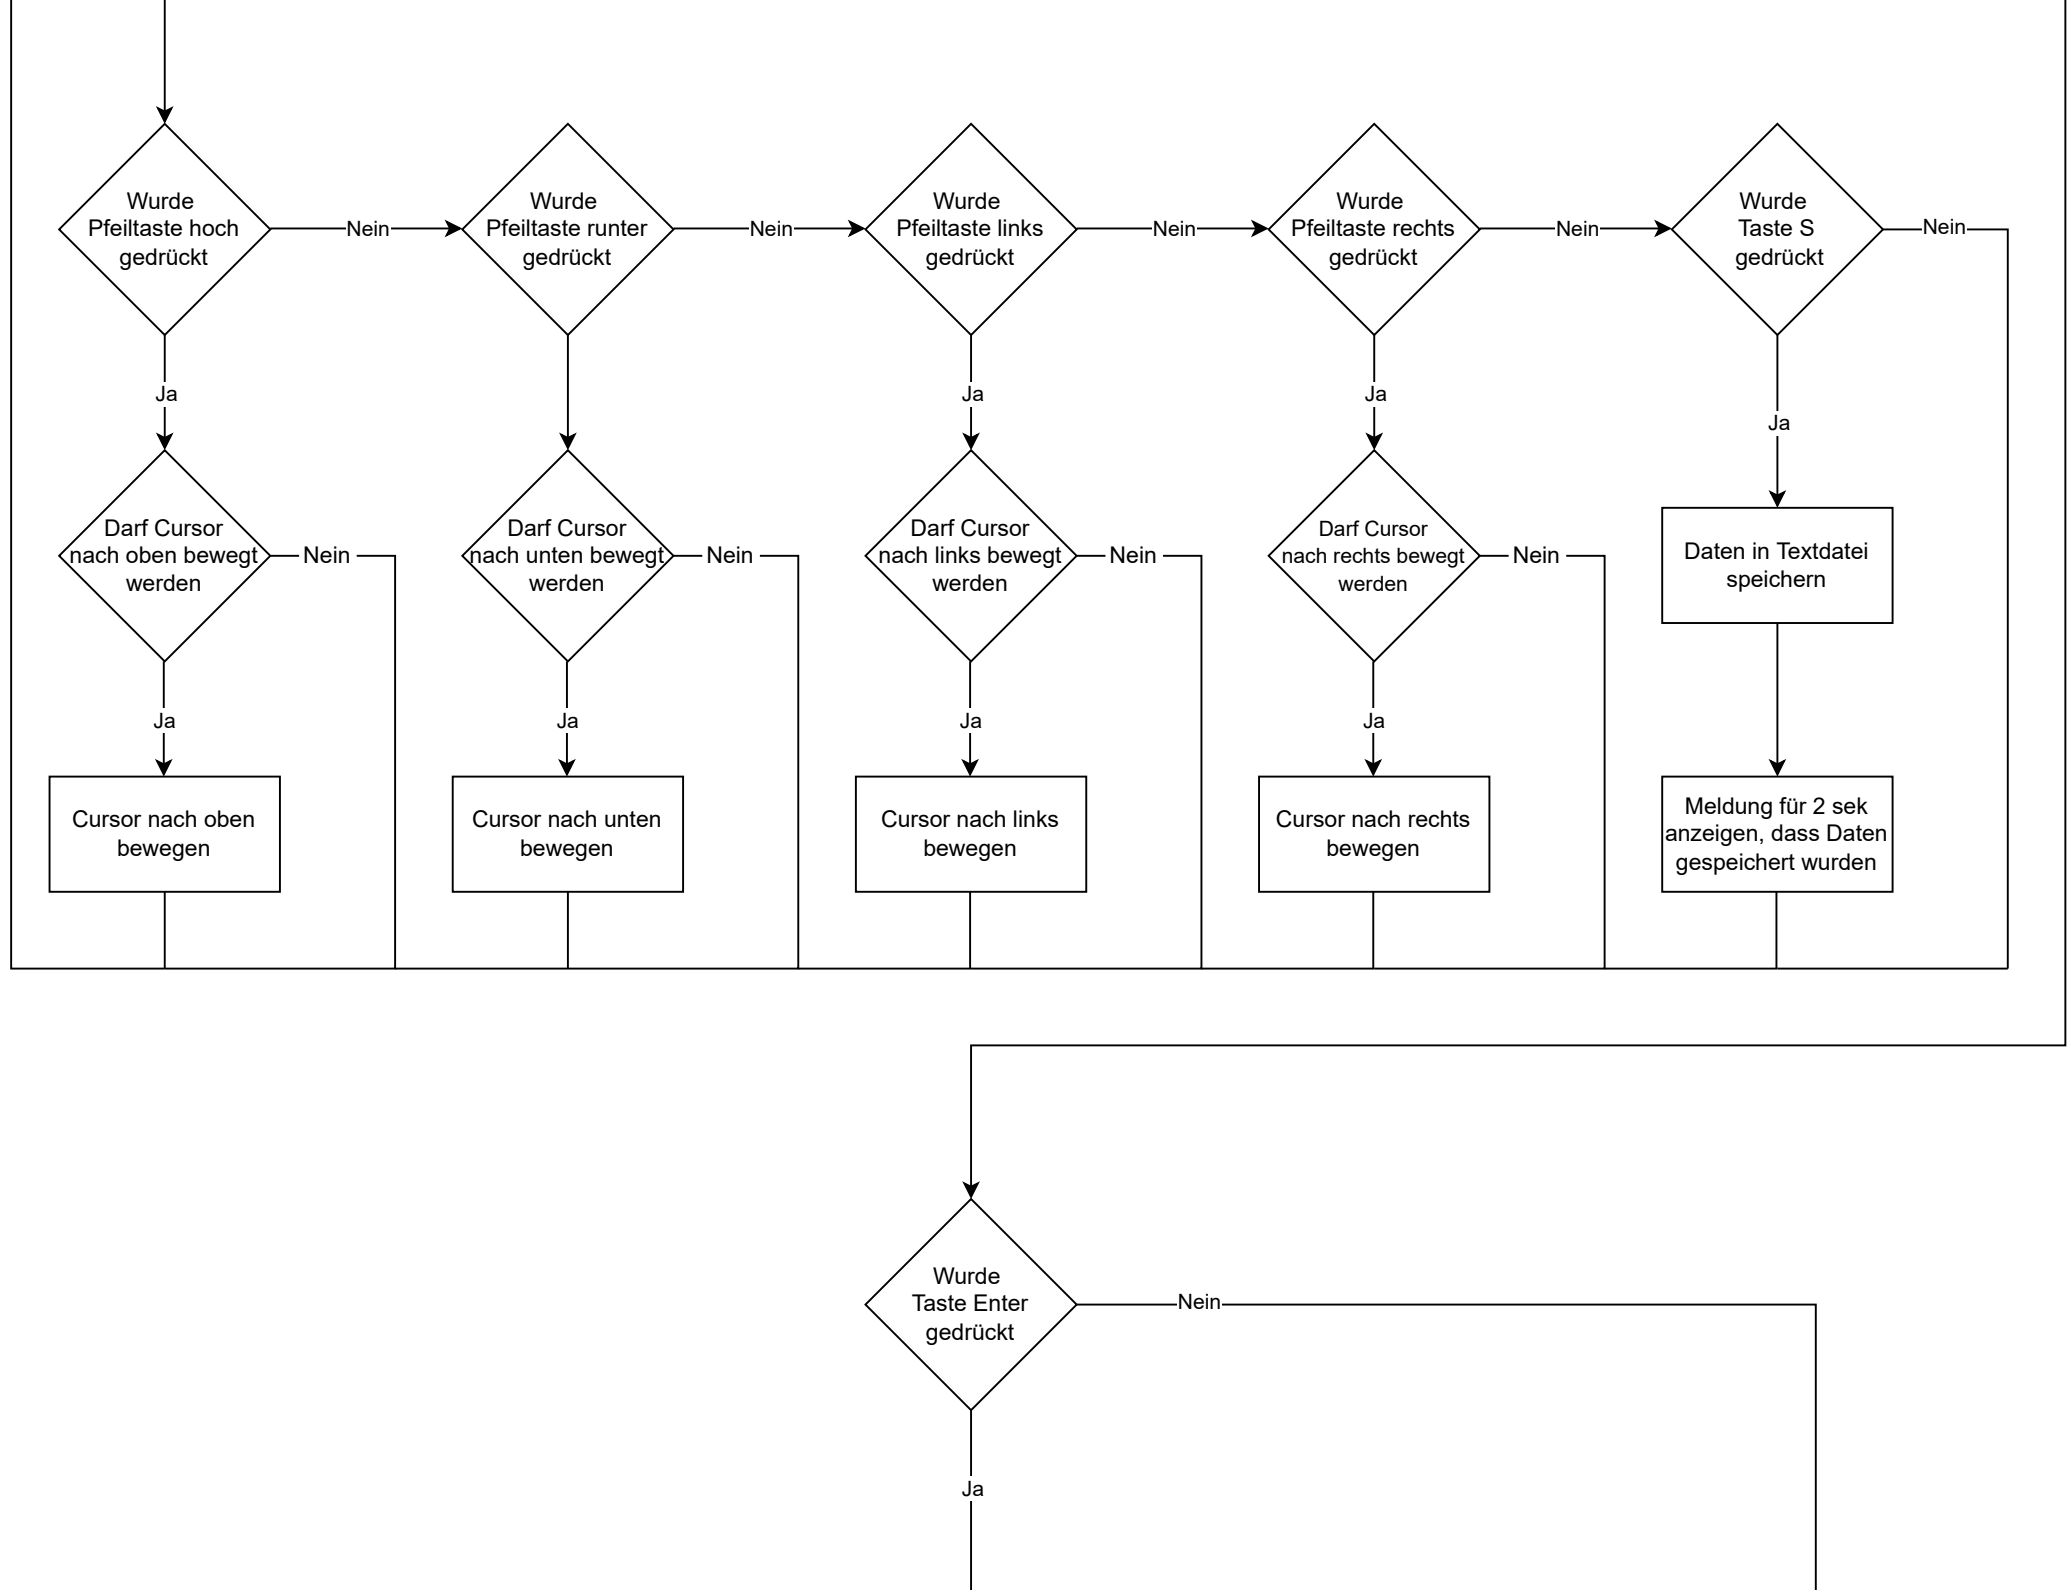 Wurde
Pfeiltaste hoch
gedrückt
Nein
Wurde
Pfeiltaste runter
gedrückt
Nein
Wurde
Pfeiltaste links
gedrückt
Nein
Wurde
Pfeiltaste rechts
gedrückt
Nein
Wurde
Taste S
gedrückt
Nein
Ja
Ja
Ja
Ja
Darf Cursor
nach oben bewegt
werden
Nein
Darf Cursor
nach unten bewegt
werden
Nein
Darf Cursor
nach links bewegt
werden
Nein
Darf Cursor
nach rechts bewegt
werden
Nein
Daten in Textdatei
speichern
Ja
Ja
Ja
Ja
Cursor nach oben
bewegen
Cursor nach unten
bewegen
Cursor nach links
bewegen
Cursor nach rechts
bewegen
Meldung für 2 sek
anzeigen, dass Daten
gespeichert wurden
Wurde
Taste Enter
gedrückt
Nein
Ja